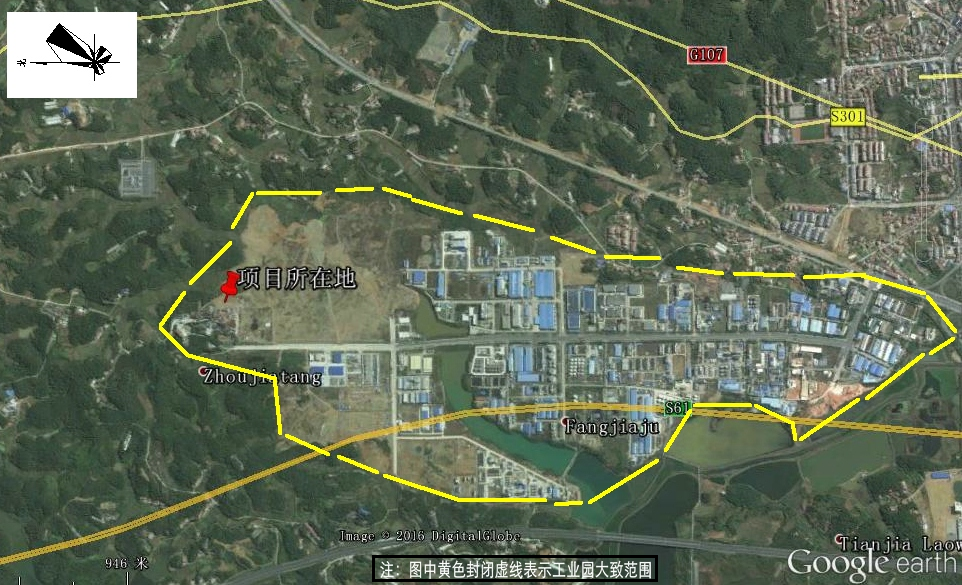 北
G107
S301
项目所在地
Zhoujiatang
S61
Fangjiaju
Image © 2016 DigitalGlobe
Tianjia Laow
Google earth
946 米
注：图中黄色封闭虚线表示工业园大致范围